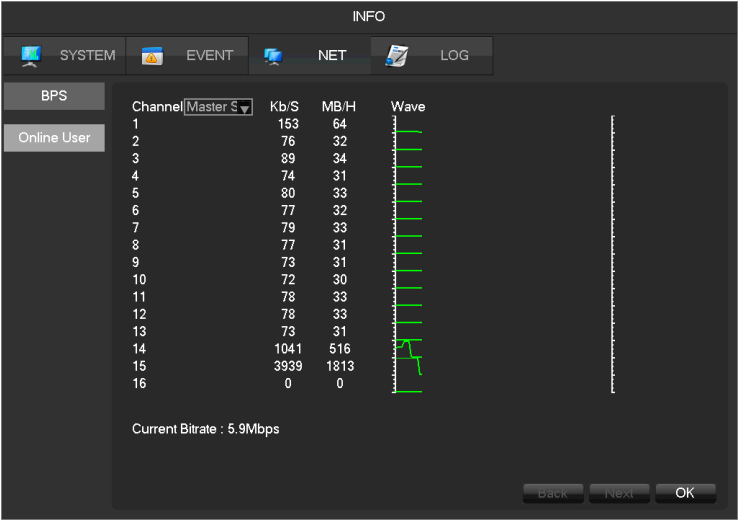 INFO
SYSTEM EVENT NET LOG
BPS
Online User
Channel Master S Kb/S MB/H Wave
1 153 64
2 76 32
3 89 34
4 74 31
5 80 33
6 77 32
7 79 33
8 77 31
9 73 31
10 72 30
11 78 33
12 78 33
13 73 31
14 1041 516
15 3939 1813
16 0 0
Current Bitrate : 5.9Mbps
Back Next OK